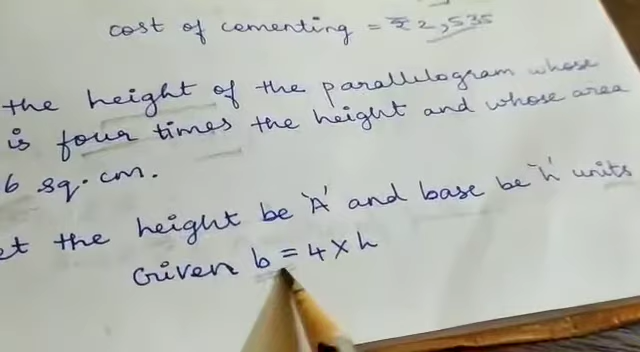 cost of cementing = ₹2,535
the height of the parallelogram whose
is four times the height and whose area
6 sq. cm.
et the height be 'A' and base be 'h' units
Given b = 4 x h